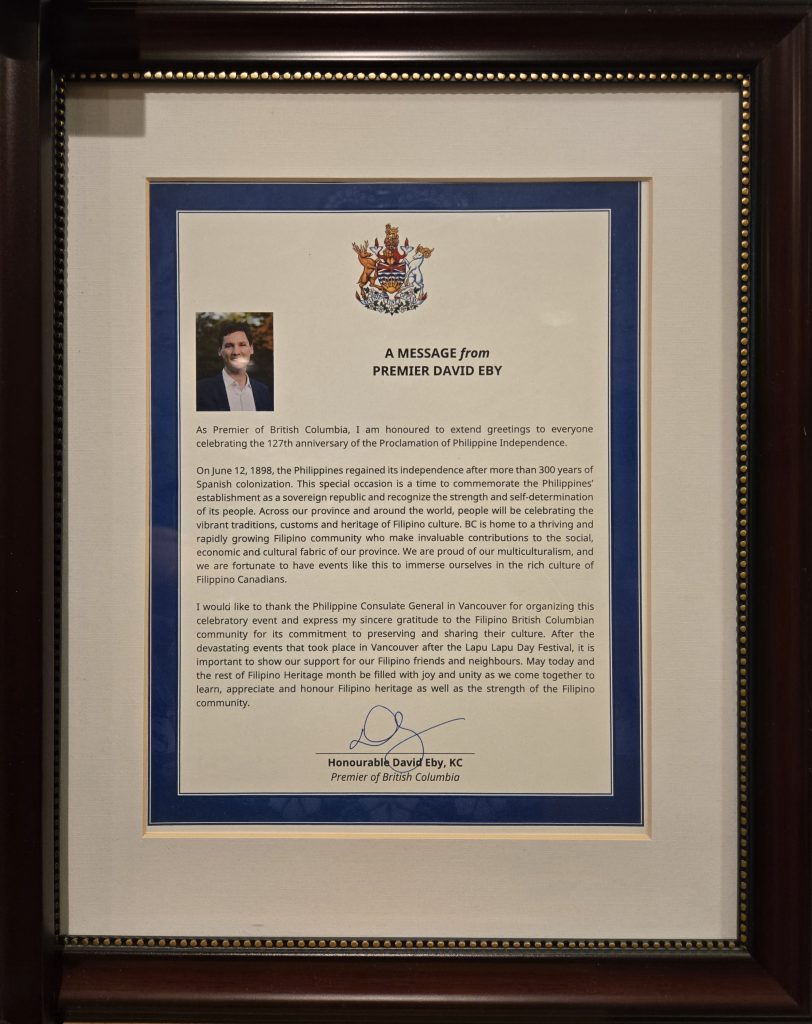 A MESSAGE from
PREMIER DAVID EBY
As Premier of British Columbia, I am honoured to extend greetings to everyone
celebrating the 127th anniversary of the Proclamation of Philippine Independence.
On June 12, 1898, the Philippines regained its independence after more than 300 years of
Spanish colonization. This special occasion is a time to commemorate the Philippines'
establishment as a sovereign republic and recognize the strength and self-determination
of its people. Across our province and around the world, people will be celebrating the
vibrant traditions, customs and heritage of Filipino culture. BC is home to a thriving and
rapidly growing Filipino community who make invaluable contributions to the social,
economic and cultural fabric of our province. We are proud of our multiculturalism, and
we are fortunate to have events like this to immerse ourselves in the rich culture of
Filippino Canadians.
I would like to thank the Philippine Consulate General in Vancouver for organizing this
celebratory event and express my sincere gratitude to the Filipino British Columbian
community for its commitment to preserving and sharing their culture. After the
devastating events that took place in Vancouver after the Lapu Lapu Day Festival, it is
important to show our support for our Filipino friends and neighbours. May today and
the rest of Filipino Heritage month be filled with joy and unity as we come together to
learn, appreciate and honour Filipino heritage as well as the strength of the Filipino
community.
Honourable David Eby, KC
Premier of British Columbia